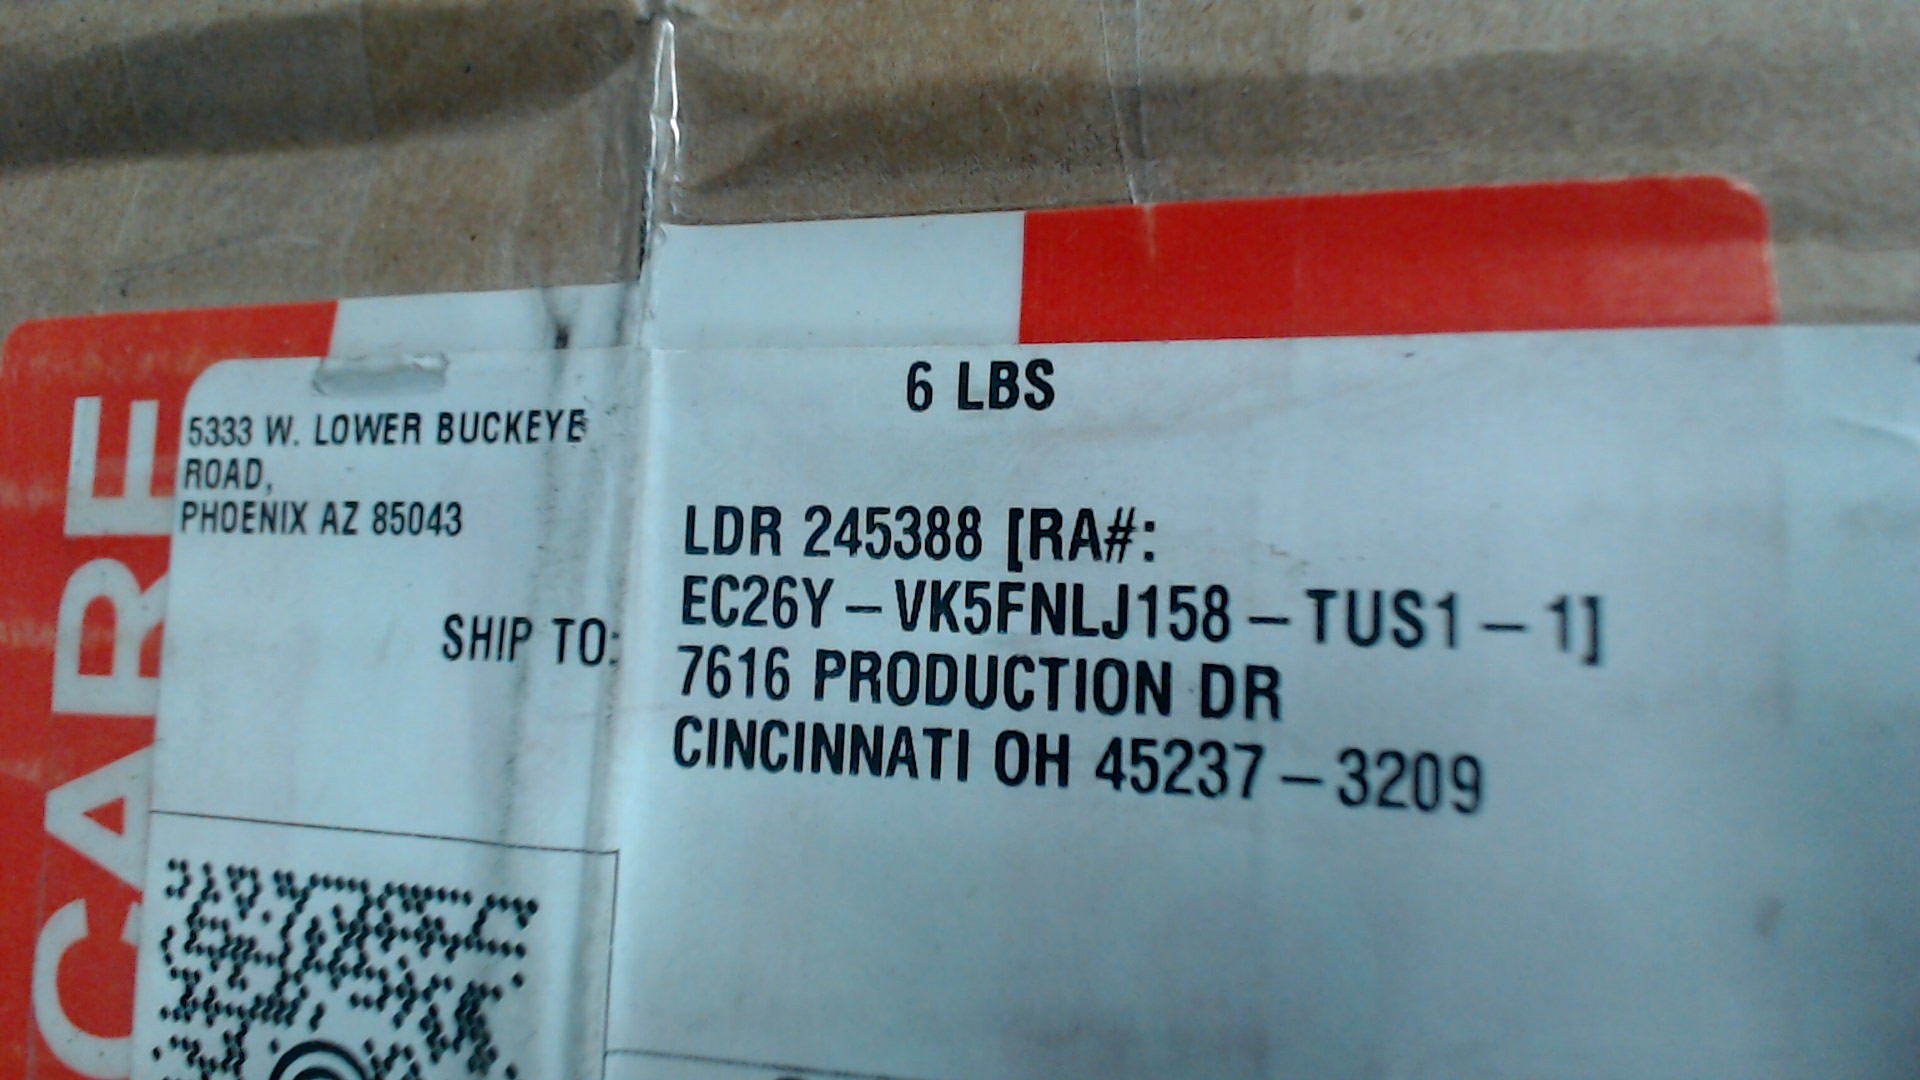 6 LBS
5333 W. LOWER BUCKEYE
ROAD,
PHOENIX AZ 85043
SHIP TO:
LDR 245388 [RA#:
EC26Y-VK5FNLJ158-TUS1-1]
7616 PRODUCTION DR
CINCINNATI OH 45237-3209
CARE